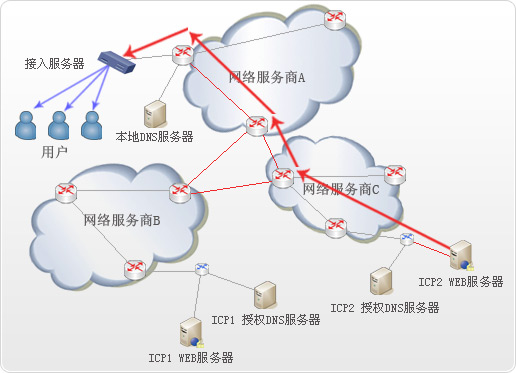 接入服务器
网络服务商A
用户
本地DNS服务器
网络服务商C
网络服务商B
ICP2 WEB服务器
ICP2 授权DNS服务器
ICP1 授权DNS服务器
ICP1 WEB服务器